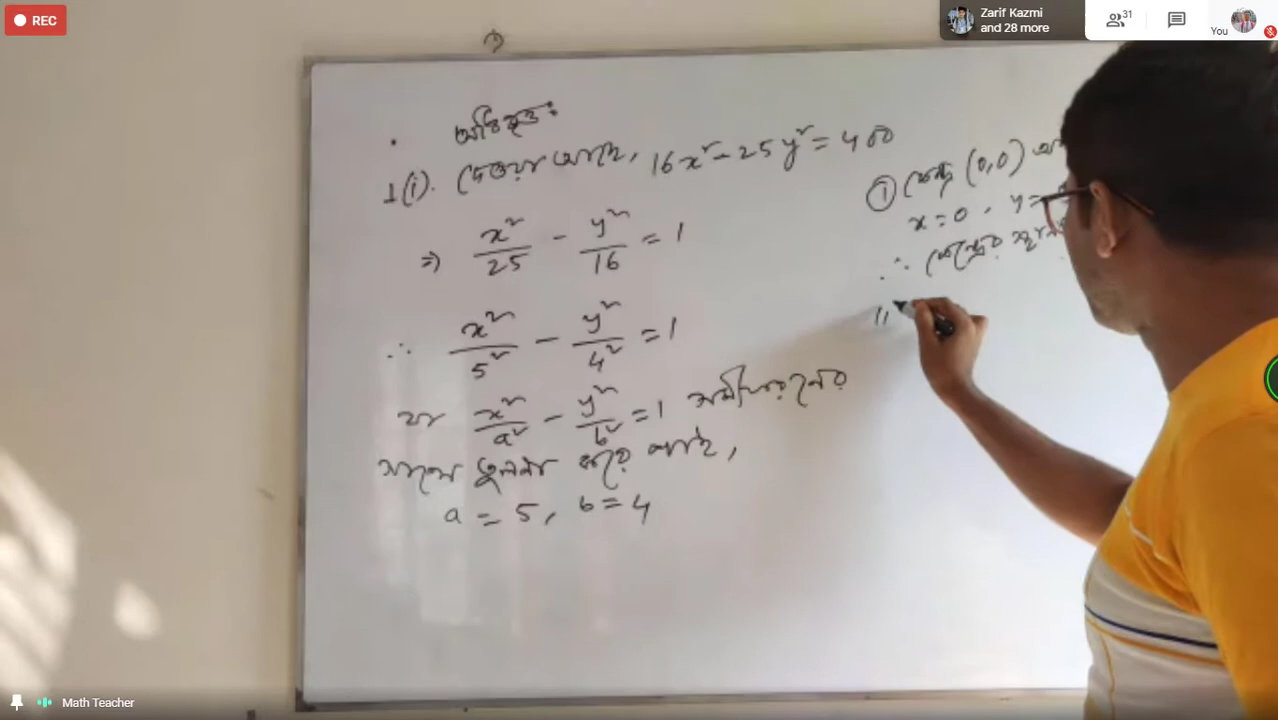 REC
Zarif Kazmi
and 28 more
31
You
অধিবৃত্ত:
1(i). দেওয়া আছে, 16x² - 25y² = 400
⇒ x²/25 - y²/16 = 1
∴ x²/5² - y²/4² = 1
যা x²/a² - y²/b² = 1 সমীকরণের
সাথে তুলনা করে পাই,
a = 5, b = 4
① কেন্দ্র (0,0)
x = 0, y =
∴ কেন্দ্রের
Math Teacher